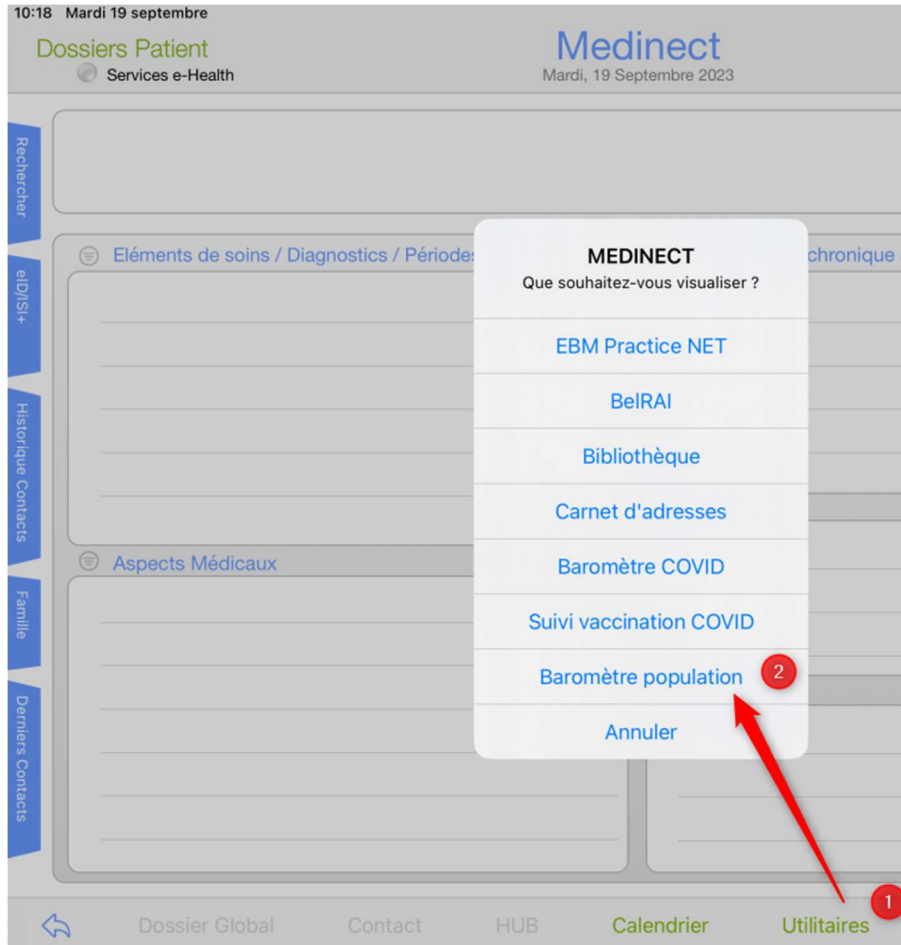 10:18 Mardi 19 septembre
Dossiers Patient
Services e-Health
Medinect
Mardi, 19 Septembre 2023
Rechercher
eID/ISI+
Historique Contacts
Famille
Derniers Contacts
Eléments de soins / Diagnostics / Périodes
chronique
Aspects Médicaux
MEDINECT
Que souhaitez-vous visualiser ?
EBM Practice NET
BelRAI
Bibliothèque
Carnet d'adresses
Baromètre COVID
Suivi vaccination COVID
Baromètre population 2
Annuler
1
Dossier Global Contact HUB Calendrier Utilitaires